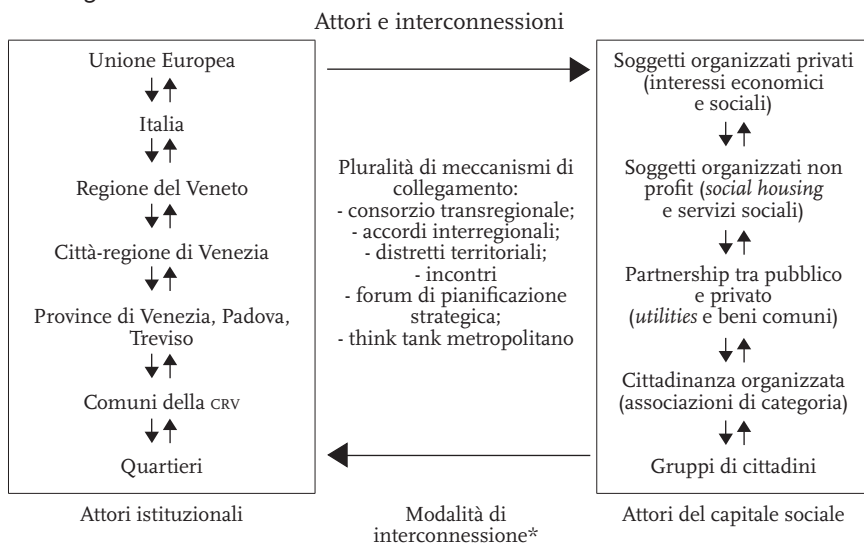 Attori e interconnessioni
Unione Europea
Italia
Regione del Veneto
Città-regione di Venezia
Province di Venezia, Padova,
Treviso
Comuni della CRV
Quartieri
Attori istituzionali
Pluralità di meccanismi di
collegamento:
- consorzio transregionale;
- accordi interregionali;
- distretti territoriali;
- incontri
- forum di pianificazione
strategica;
- think tank metropolitano
Modalità di
interconnessione*
Soggetti organizzati privati
(interessi economici
e sociali)
Soggetti organizzati non
profit (social housing
e servizi sociali)
Partnership tra pubblico
e privato
(utilities e beni comuni)
Cittadinanza organizzata
(associazioni di categoria)
Gruppi di cittadini
Attori del capitale sociale